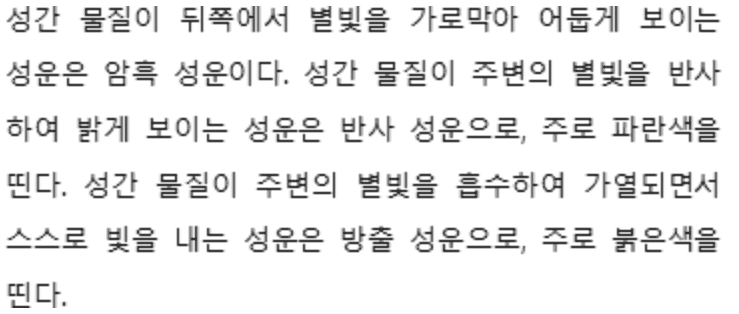 성간 물질이 뒤쪽에서 별빛을 가로막아 어둡게 보이는
성운은 암흑 성운이다. 성간 물질이 주변의 별빛을 반사
하여 밝게 보이는 성운은 반사 성운으로, 주로 파란색을
띤다. 성간 물질이 주변의 별빛을 흡수하여 가열되면서
스스로 빛을 내는 성운은 방출 성운으로, 주로 붉은색을
띤다.